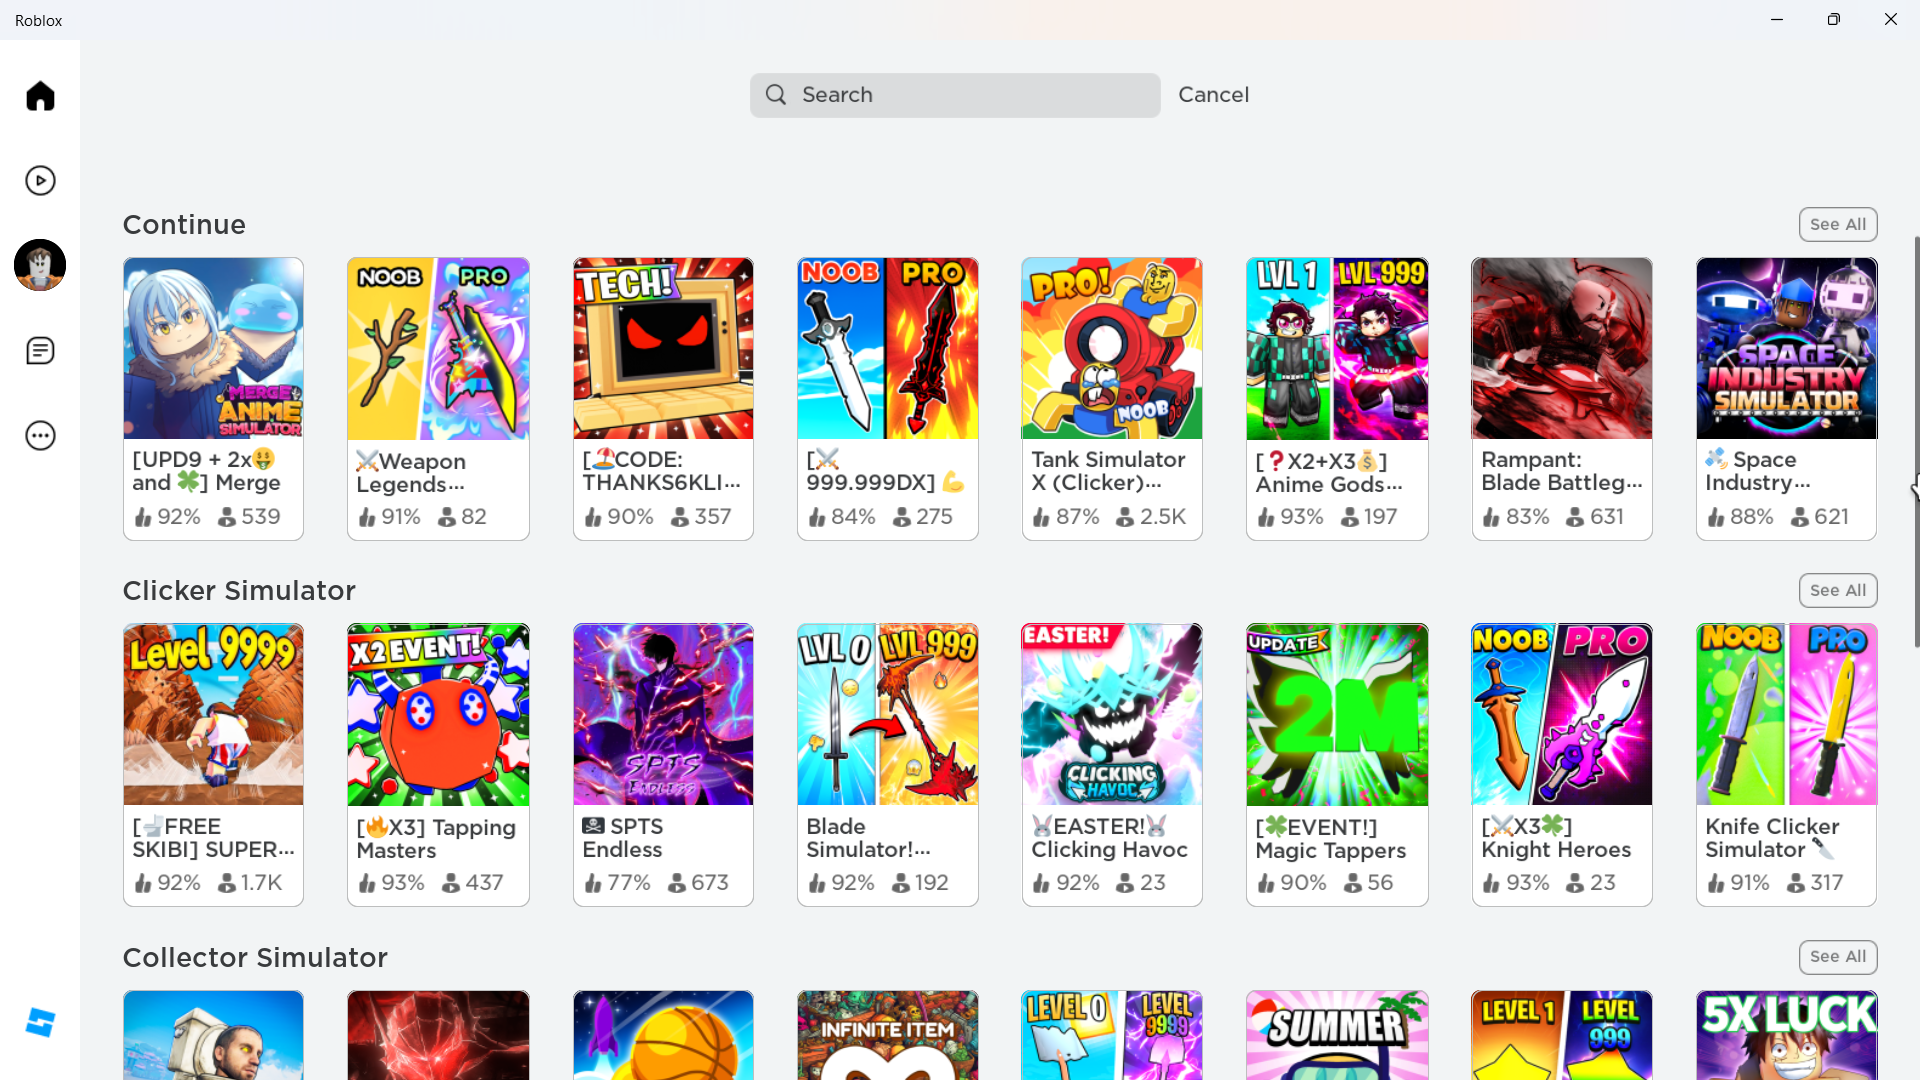 Roblox
Search
Cancel
Continue
See All
MERGE
ANIME
SIMULATOR
NOOB PRO
TECH!
NOOB PRO
PRO!
NOOB
LVL 1 LVL 999
SPACE
INDUSTRY
SIMULATOR
[UPD9 + 2x🤑
and 🍀] Merge
92% 539
⚔️Weapon
Legends...
91% 82
[🏖️CODE:
THANKS6KLI...
90% 357
[⚔️
999.999DX] 💪
84% 275
Tank Simulator
X (Clicker)...
87% 2.5K
[❓X2+X3💰]
Anime Gods...
93% 197
Rampant:
Blade Battleg...
83% 631
🛰️ Space
Industry...
88% 621
Clicker Simulator
See All
Level 9999
X2 EVENT!
SPTS
ENDLESS
LVL 0 LVL 999
EASTER!
CLICKING
HAVOC
UPDATE
2M
NOOB PRO
NOOB PRO
[🚽FREE
SKIBI] SUPER...
92% 1.7K
[🔥X3] Tapping
Masters
93% 437
🏴‍☠️ SPTS
Endless
77% 673
Blade
Simulator!...
92% 192
🐰EASTER!🐰
Clicking Havoc
92% 23
[🍀EVENT!]
Magic Tappers
90% 56
[⚔️X3🍀]
Knight Heroes
93% 23
Knife Clicker
Simulator 🔪
91% 317
Collector Simulator
See All
INFINITE ITEM
LEVEL 0 LEVEL
9999
SUMMER
LEVEL 1 LEVEL
999
5X LUCK